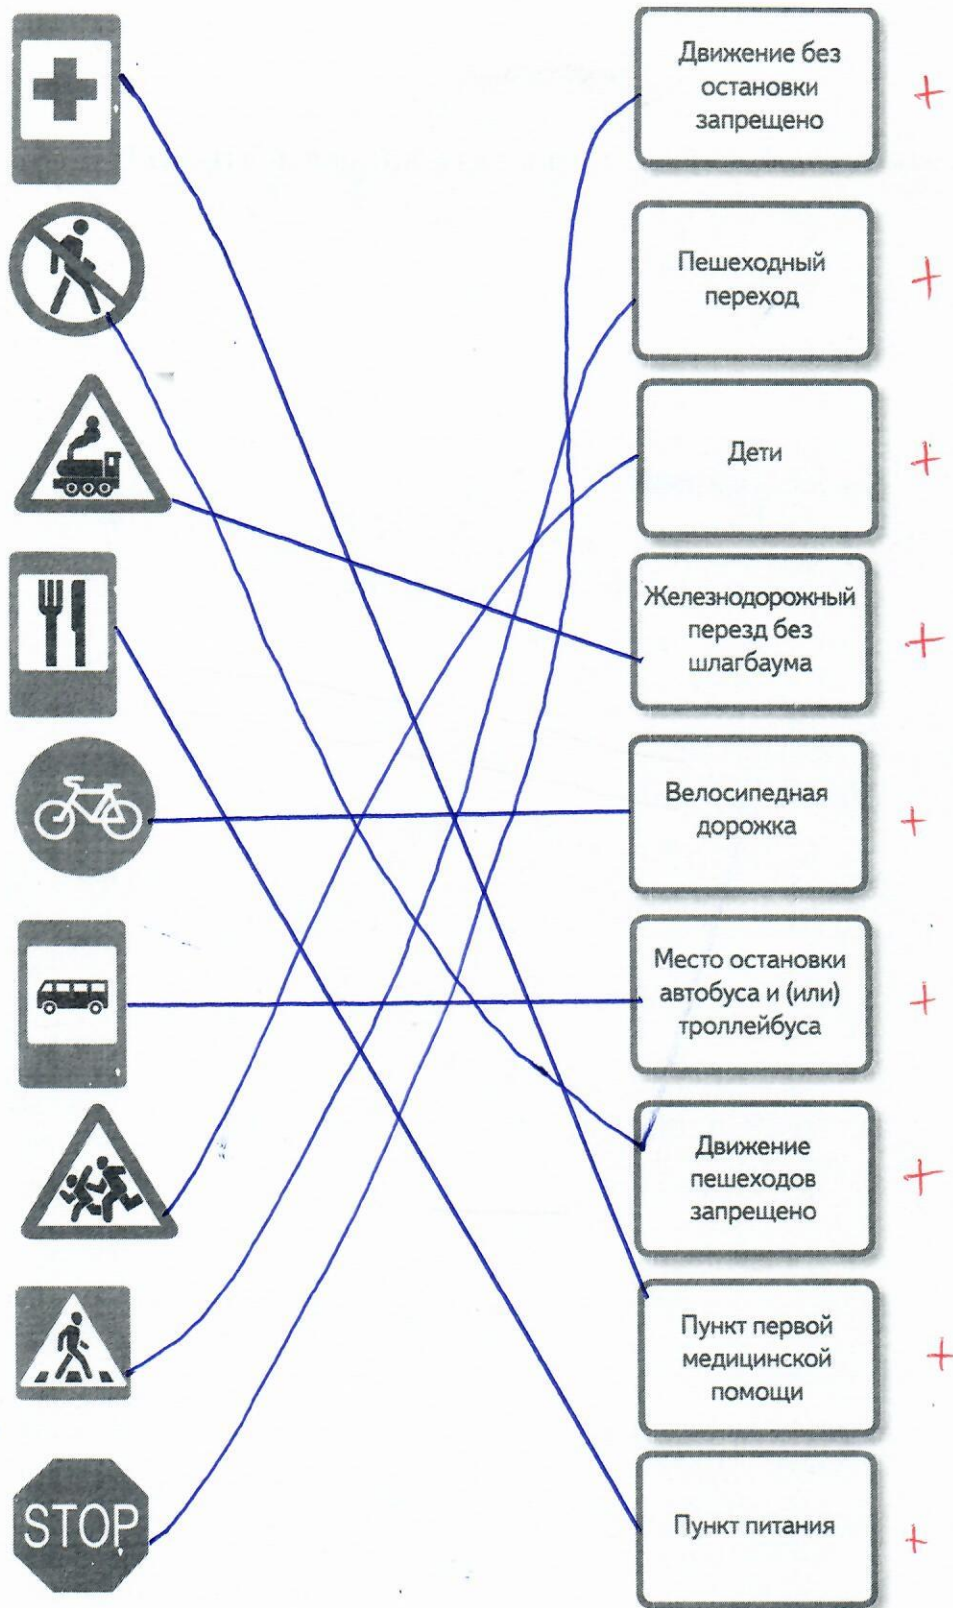 Движение без
остановки
запрещено
+
Пешеходный
переход
+
Дети
+
Железнодорожный
перезд без
шлагбаума
+
Велосипедная
дорожка
+
Место остановки
автобуса и (или)
троллейбуса
+
Движение
пешеходов
запрещено
+
Пункт первой
медицинской
помощи
+
STOP
Пункт питания
+